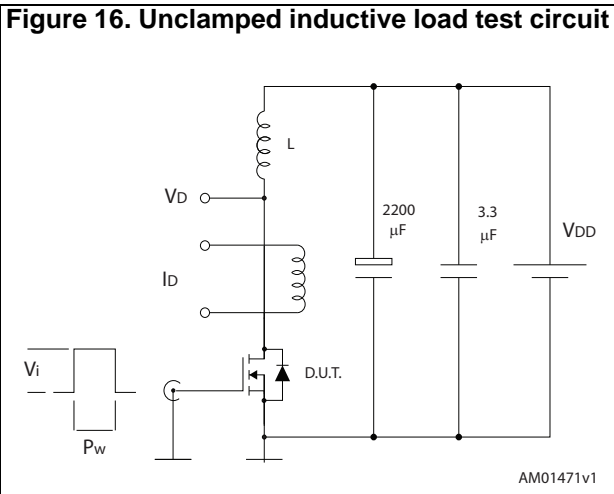 Figure 16. Unclamped inductive load test circuit
L
VD
2200
µF
3.3
µF
VDD
ID
Vi
D.U.T.
Pw
AM01471v1